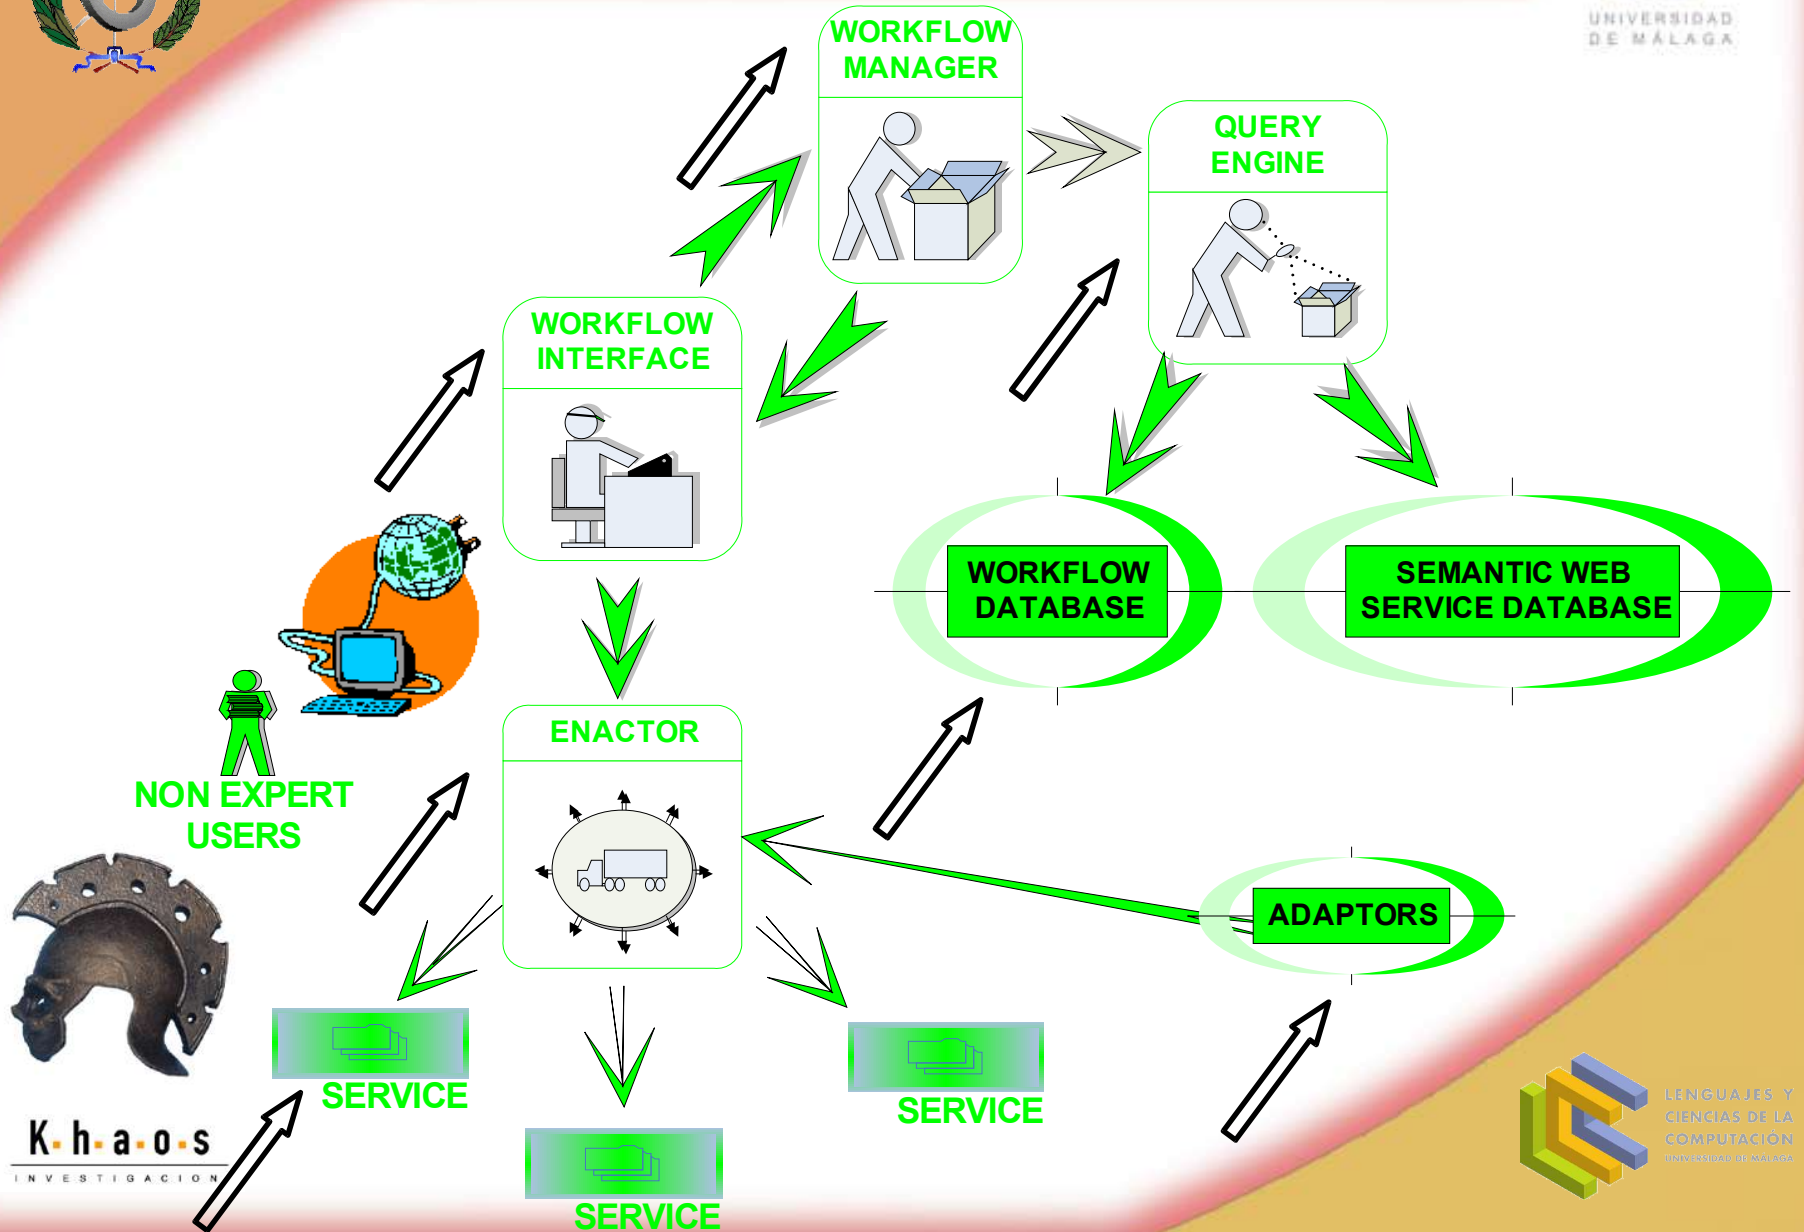 UNIVERSIDAD
DE MÁLAGA
WORKFLOW
MANAGER
QUERY
ENGINE
WORKFLOW
INTERFACE
WORKFLOW
DATABASE
SEMANTIC WEB
SERVICE DATABASE
ENACTOR
NON EXPERT
USERS
ADAPTORS
SERVICE
SERVICE
SERVICE
K·h·a·o·s
INVESTIGACION
LENGUAJES Y
CIENCIAS DE LA
COMPUTACIÓN
UNIVERSIDAD DE MÁLAGA